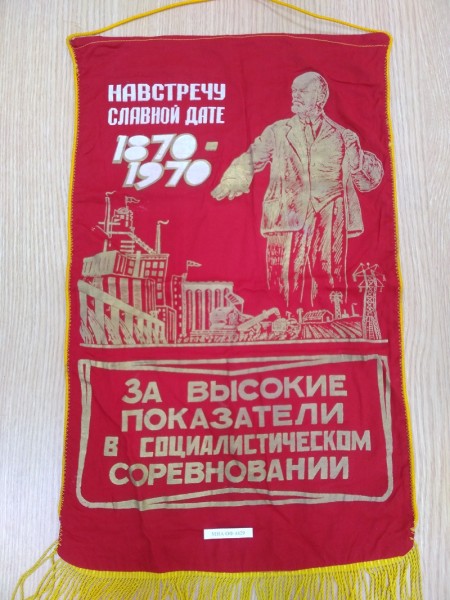 НАВСТРЕЧУ
СЛАВНОЙ ДАТЕ
1870-
1970
ЗА ВЫСОКИЕ
ПОКАЗАТЕЛИ
В СОЦИАЛИСТИЧЕСКОМ
СОРЕВНОВАНИИ